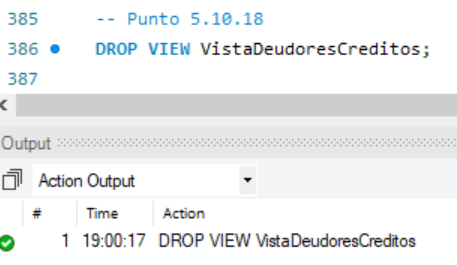 385 -- Punto 5.10.18
386 DROP VIEW VistaDeudoresCreditos;
387
Output
Action Output
# Time Action
1 19:00:17 DROP VIEW VistaDeudoresCreditos